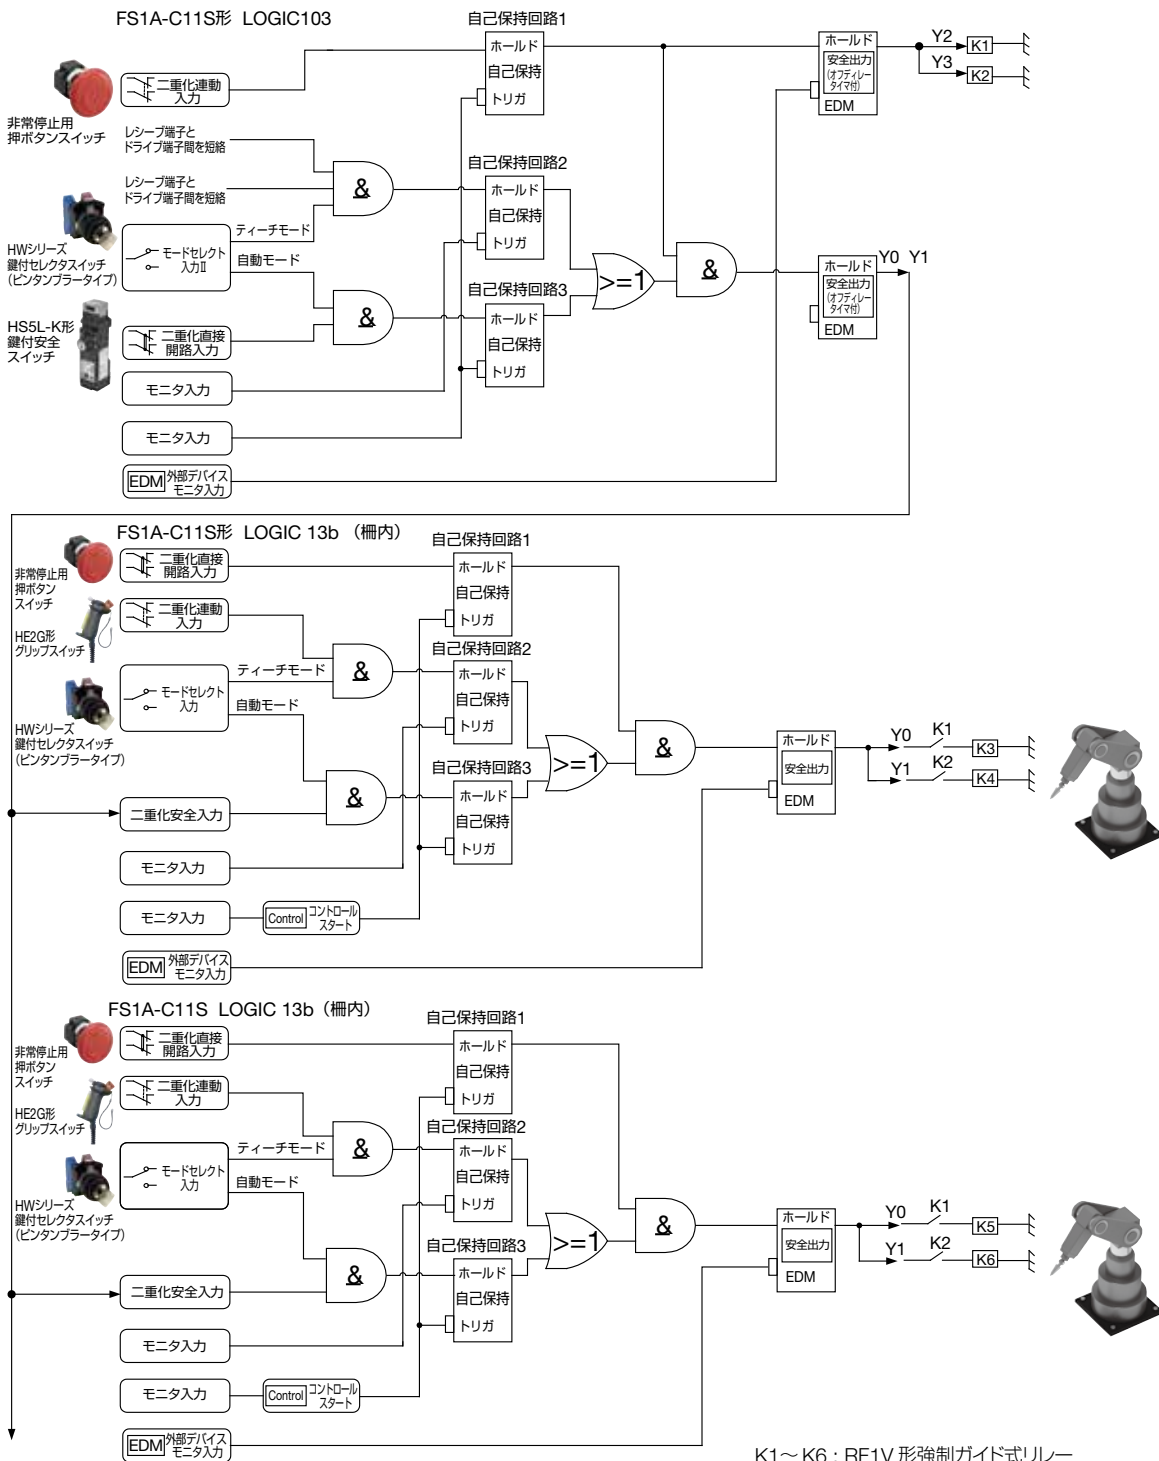 FS1A-C11S形 LOGIC103
自己保持回路1
ホールド
自己保持
トリガ
ホールド
安全出力
(オフディレー
タイマ付)
EDM
Y2
K1
Y3
K2
二重化連動
入力
非常停止用
押ボタンスイッチ
レシーブ端子と
ドライブ端子間を短絡
レシーブ端子と
ドライブ端子間を短絡
&
自己保持回路2
ホールド
自己保持
トリガ
HWシリーズ
鍵付セレクタスイッチ
(ピンタンブラータイプ)
モードセレクト
入力II
ティーチモード
自動モード
>=1
&
ホールド
安全出力
(オフディレー
タイマ付)
EDM
Y0 Y1
自己保持回路3
ホールド
自己保持
トリガ
&
HS5L-K形
鍵付安全
スイッチ
二重化直接
開路入力
モニタ入力
モニタ入力
EDM 外部デバイス
モニタ入力
FS1A-C11S形 LOGIC 13b (柵内)
自己保持回路1
ホールド
自己保持
トリガ
非常停止用
押ボタン
スイッチ
二重化直接
開路入力
二重化連動
入力
HE2G形
グリップスイッチ
&
自己保持回路2
ホールド
自己保持
トリガ
ティーチモード
モードセレクト
入力
自動モード
HWシリーズ
鍵付セレクタスイッチ
(ピンタンブラータイプ)
>=1
&
ホールド
安全出力
EDM
Y0
K1
K3
Y1
K2
K4
自己保持回路3
ホールド
自己保持
トリガ
&
二重化安全入力
モニタ入力
モニタ入力
Control コントロール
スタート
EDM 外部デバイス
モニタ入力
FS1A-C11S LOGIC 13b (柵内)
自己保持回路1
ホールド
自己保持
トリガ
非常停止用
押ボタン
スイッチ
二重化直接
開路入力
二重化連動
入力
HE2G形
グリップスイッチ
&
自己保持回路2
ホールド
自己保持
トリガ
ティーチモード
モードセレクト
入力
自動モード
HWシリーズ
鍵付セレクタスイッチ
(ピンタンブラータイプ)
>=1
&
ホールド
安全出力
EDM
Y0
K1
K5
Y1
K2
K6
自己保持回路3
ホールド
自己保持
トリガ
&
二重化安全入力
モニタ入力
モニタ入力
Control コントロール
スタート
EDM 外部デバイス
モニタ入力
K1～K6：RF1V 形強制ガイド式リレー